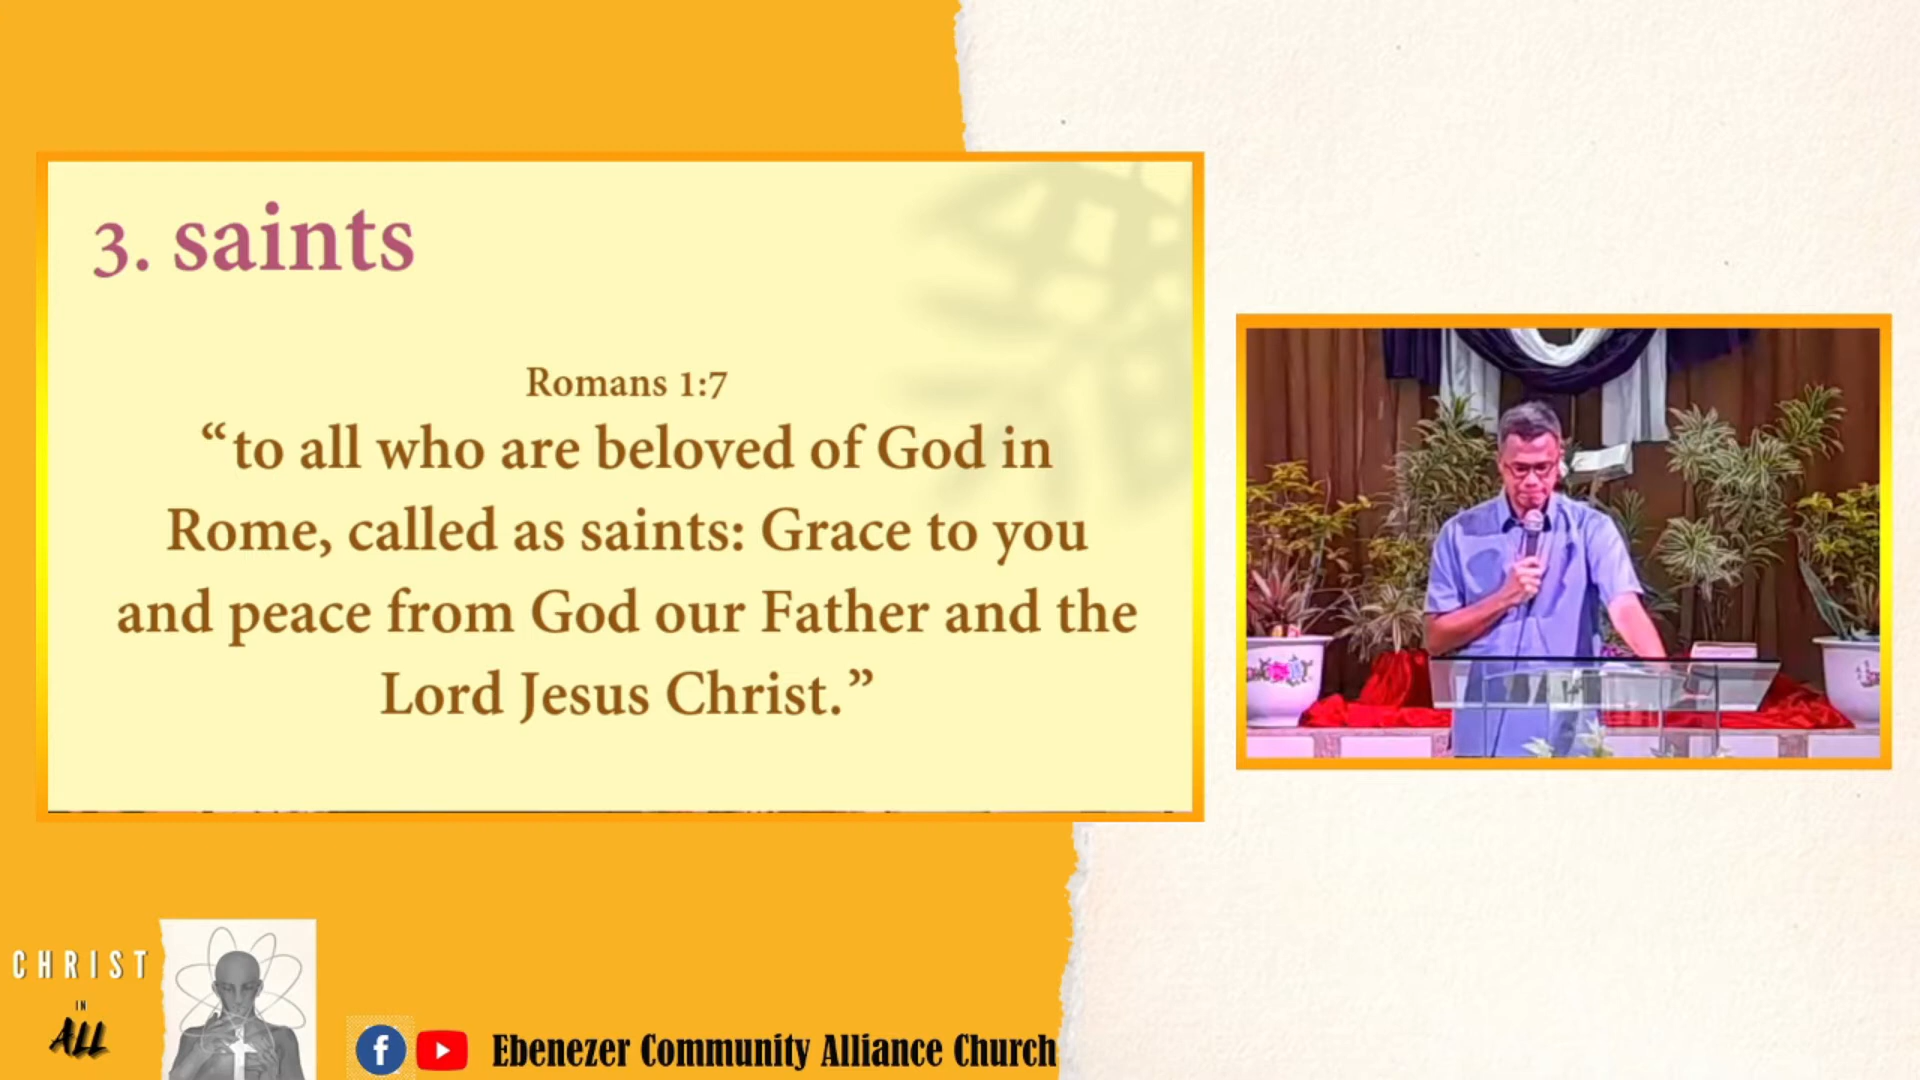 3. saints
Romans 1:7
“to all who are beloved of God in
Rome, called as saints: Grace to you
and peace from God our Father and the
Lord Jesus Christ.”
CHRIST
IN
ALL
Ebenezer Community Alliance Church